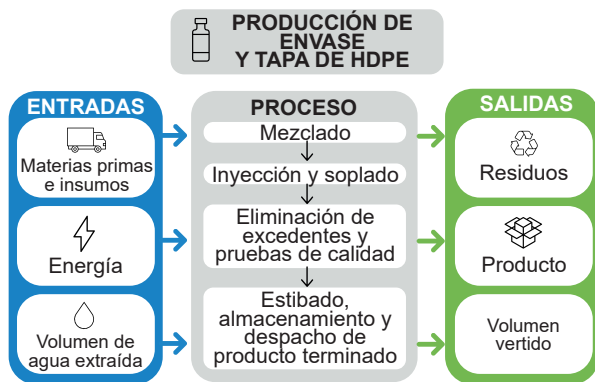 PRODUCCIÓN DE
ENVASE
Y TAPA DE HDPE
ENTRADAS
Materias primas
e insumos
Energía
Volumen de
agua extraída
PROCESO
Mezclado
Inyección y soplado
Eliminación de
excedentes y
pruebas de calidad
Estibado,
almacenamiento y
despacho de
producto terminado
SALIDAS
Residuos
Producto
Volumen
vertido